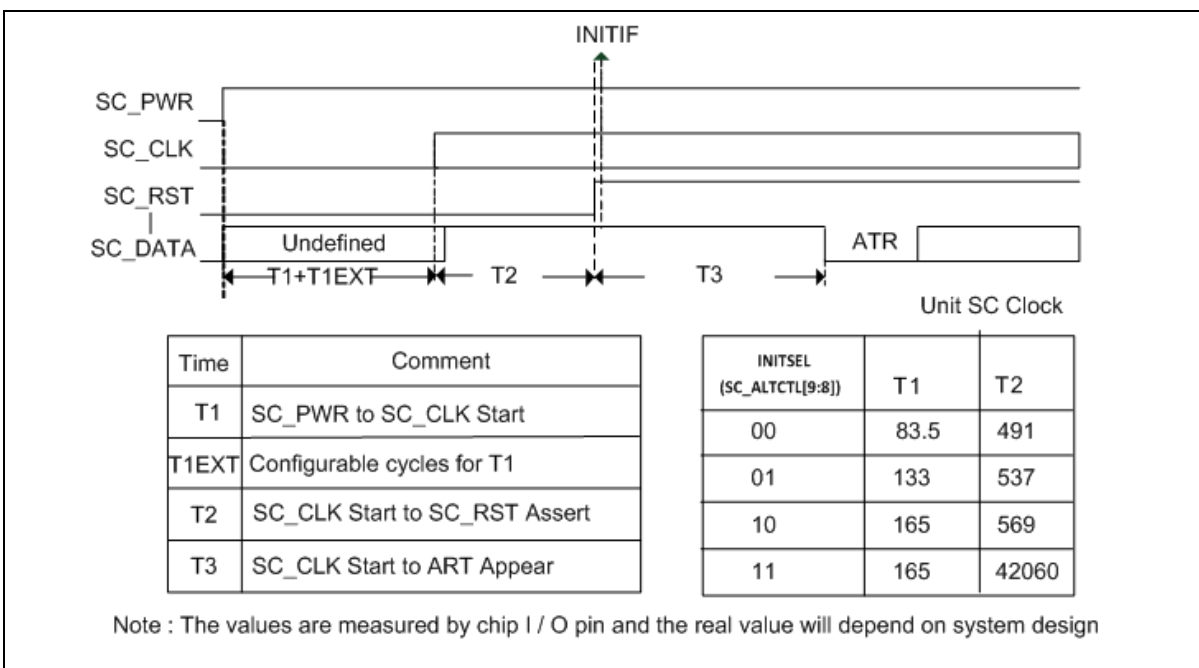 INITIF
SC_PWR
SC_CLK
SC_RST
SC_DATA
Undefined
ATR
T1+T1EXT
T2
T3
Unit SC Clock
Time Comment
T1 SC_PWR to SC_CLK Start
T1EXT Configurable cycles for T1
T2 SC_CLK Start to SC_RST Assert
T3 SC_CLK Start to ART Appear
INITSEL
(SC_ALTCTL[9:8]) T1 T2
00 83.5 491
01 133 537
10 165 569
11 165 42060
Note : The values are measured by chip I / O pin and the real value will depend on system design